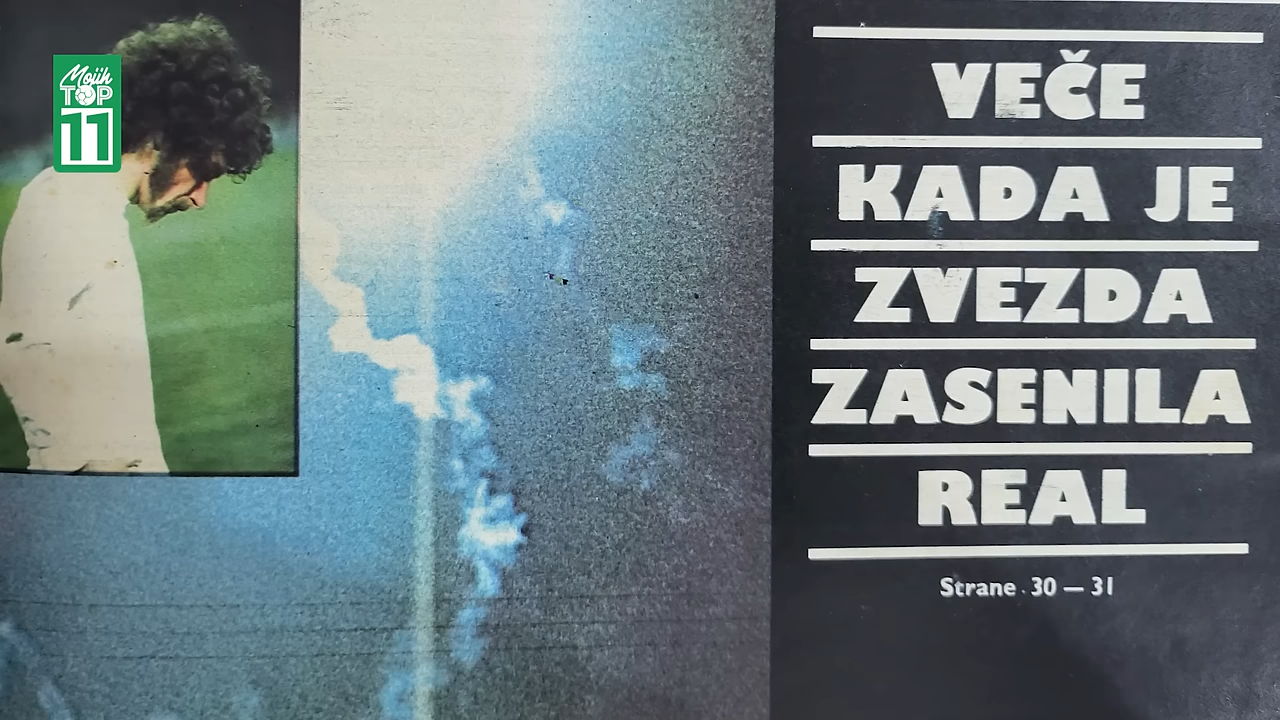 Mojih
TOP
11
VEČE
KADA JE
ZVEZDA
ZASENILA
REAL
Strane 30 — 31